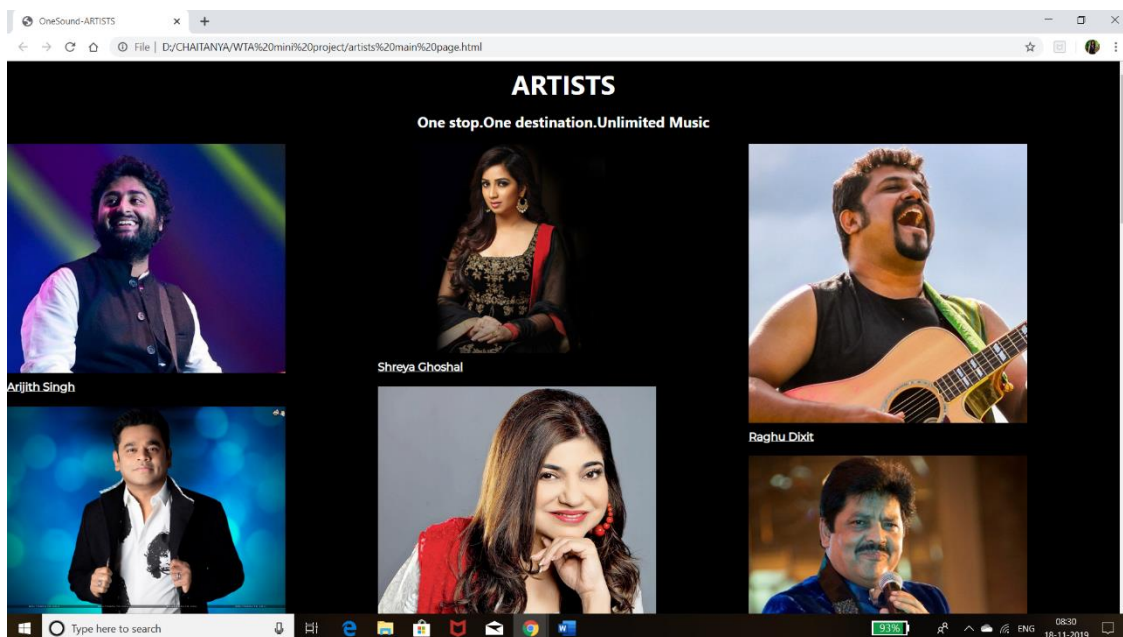 OneSound-ARTISTS
File | D:/CHAITANYA/WTA%20mini%20project/artists%20main%20page.html
ARTISTS
One stop.One destination.Unlimited Music
Arijith Singh
Shreya Ghoshal
Raghu Dixit
Type here to search
93%
ENG
08:30
18-11-2019